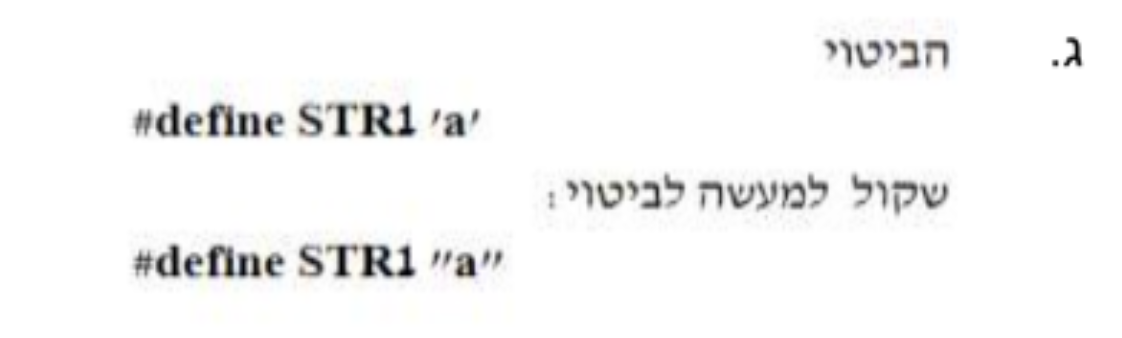 ג. הביטוי
#define STR1 'a'
שקול למעשה לביטוי:
#define STR1 "a"